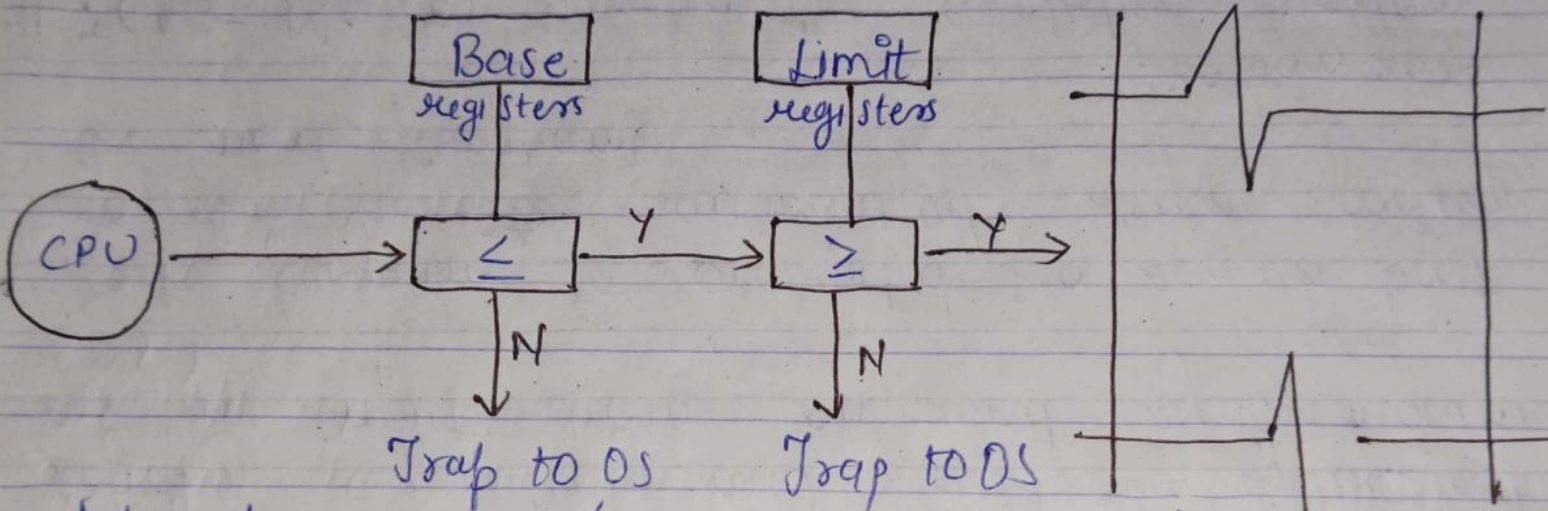 Base Limit
registers registers
CPU ≤ Y ≥ Y
N N
Trap to OS Trap to OS